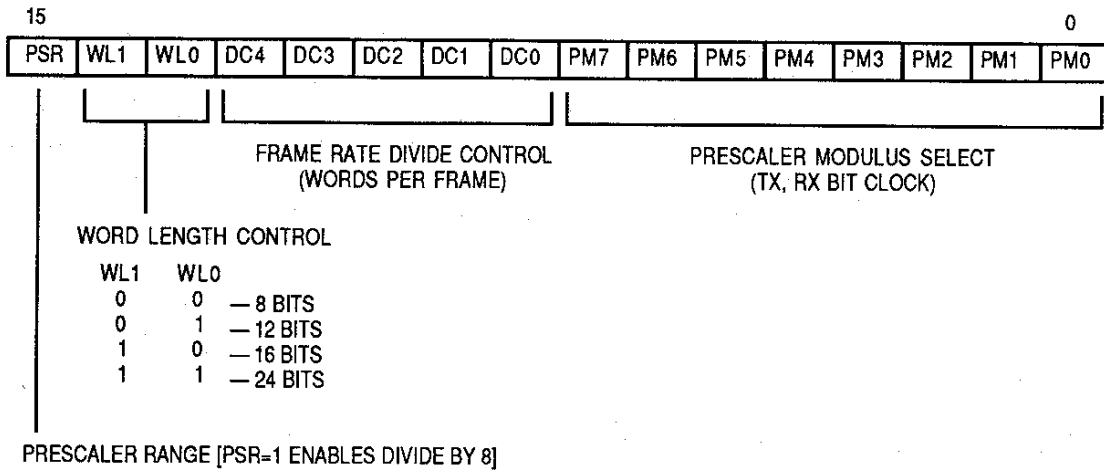 15 0
PSR WL1 WL0 DC4 DC3 DC2 DC1 DC0 PM7 PM6 PM5 PM4 PM3 PM2 PM1 PM0
FRAME RATE DIVIDE CONTROL
(WORDS PER FRAME)
PRESCALER MODULUS SELECT
(TX, RX BIT CLOCK)
WORD LENGTH CONTROL
WL1 WL0
0 0 — 8 BITS
0 1 — 12 BITS
1 0 — 16 BITS
1 1 — 24 BITS
PRESCALER RANGE [PSR=1 ENABLES DIVIDE BY 8]